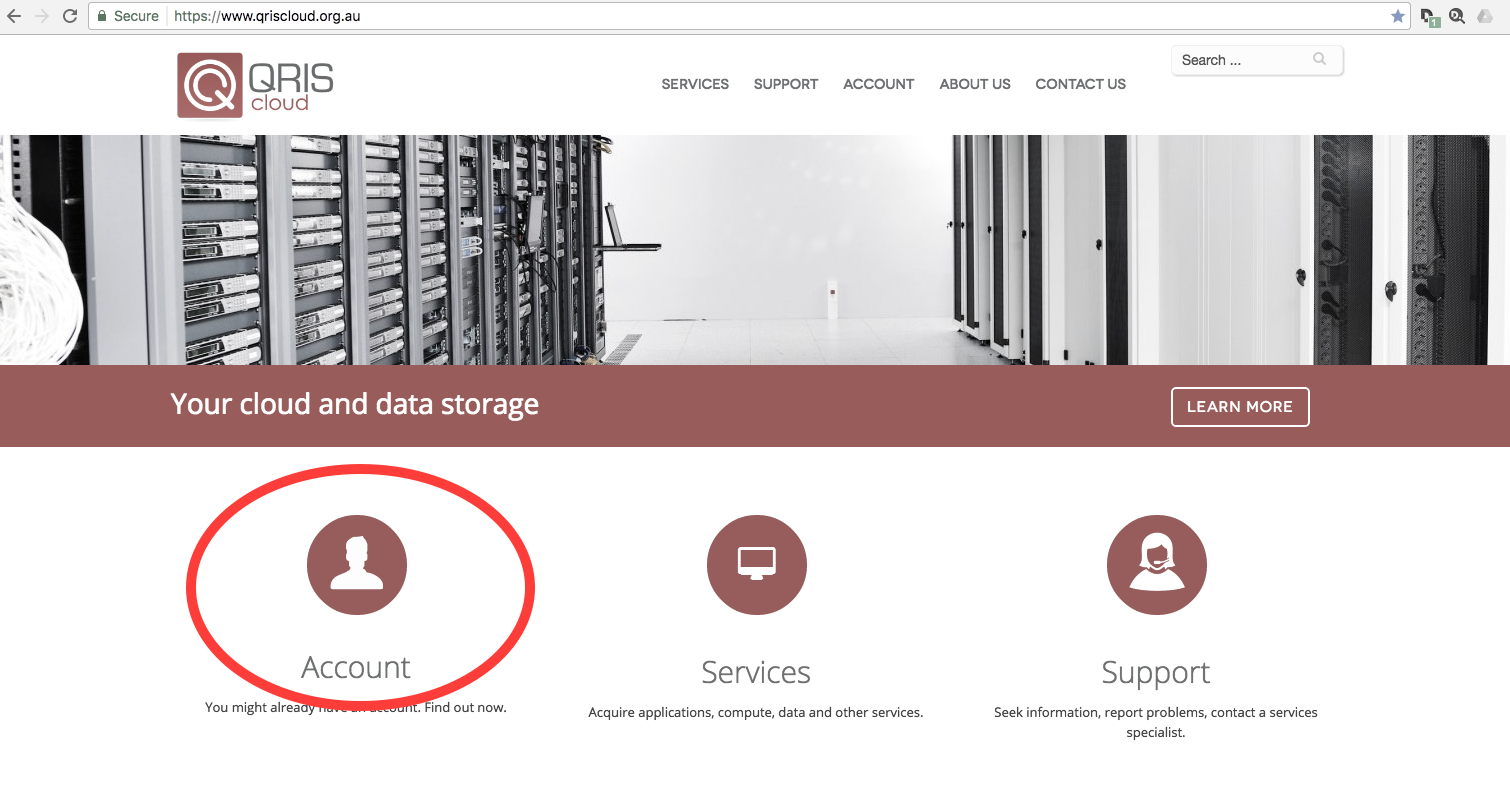 Secure https://www.qriscloud.org.au
1
QRIS
cloud
SERVICES SUPPORT ACCOUNT ABOUT US CONTACT US
Search ...
Your cloud and data storage
LEARN MORE
Account
You might already have an account. Find out now.
Services
Acquire applications, compute, data and other services.
Support
Seek information, report problems, contact a services
specialist.